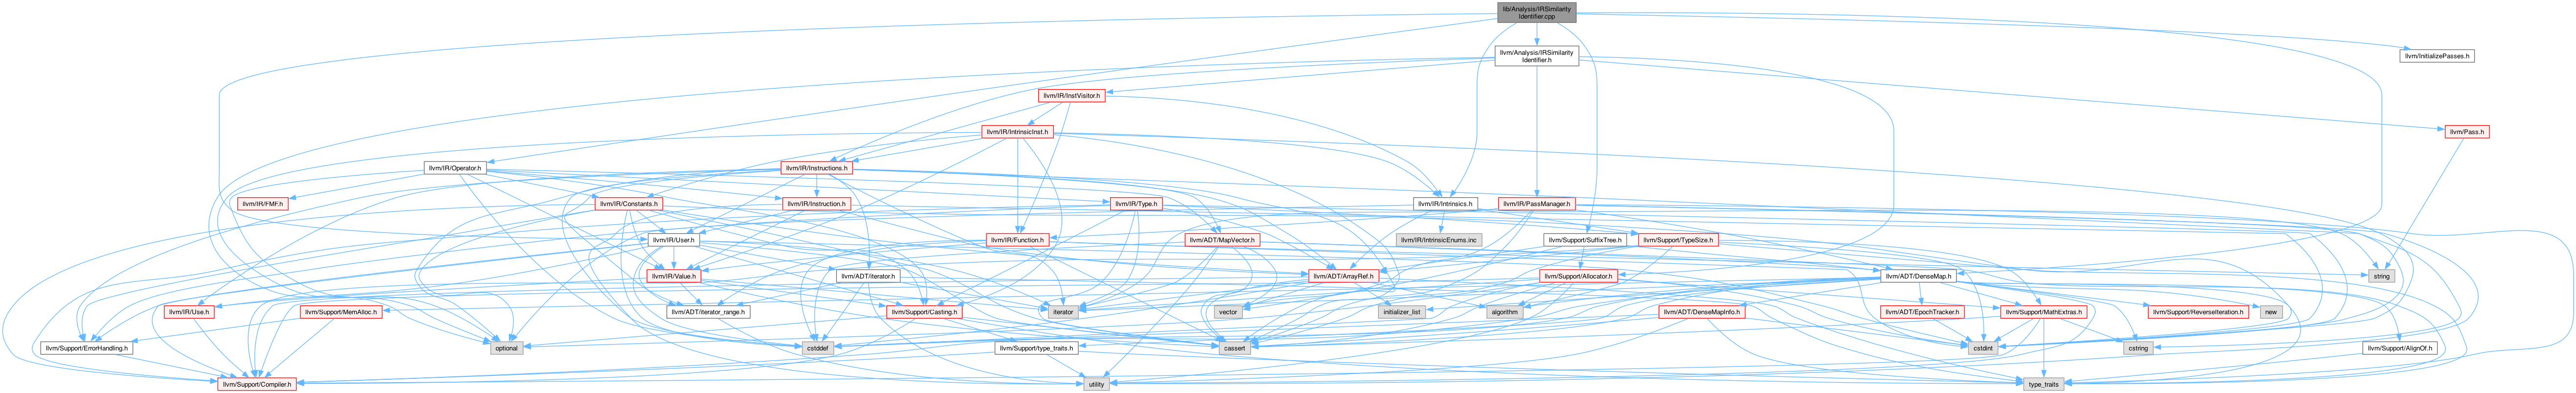 lib/Analysis/IRSimilarity
Identifier.cpp
llvm/Analysis/IRSimilarity
Identifier.h
llvm/InitializePasses.h
llvm/IR/InstVisitor.h
llvm/IR/IntrinsicInst.h
llvm/Pass.h
llvm/IR/Operator.h
llvm/IR/Instructions.h
llvm/IR/FMF.h
llvm/IR/Constants.h
llvm/IR/Instruction.h
llvm/IR/Type.h
llvm/IR/Intrinsics.h
llvm/IR/PassManager.h
llvm/IR/User.h
llvm/IR/Function.h
llvm/ADT/MapVector.h
llvm/IR/IntrinsicEnums.inc
llvm/Support/SuffixTree.h
llvm/Support/TypeSize.h
llvm/IR/Value.h
llvm/ADT/iterator.h
llvm/ADT/ArrayRef.h
llvm/Support/Allocator.h
llvm/ADT/DenseMap.h
string
llvm/IR/Use.h
llvm/Support/MemAlloc.h
llvm/ADT/iterator_range.h
llvm/Support/Casting.h
iterator
vector
initializer_list
algorithm
llvm/ADT/DenseMapInfo.h
llvm/ADT/EpochTracker.h
llvm/Support/MathExtras.h
llvm/Support/ReverseIteration.h
new
llvm/Support/ErrorHandling.h
optional
cstddef
llvm/Support/type_traits.h
cassert
cstdint
cstring
llvm/Support/AlignOf.h
llvm/Support/Compiler.h
utility
type_traits